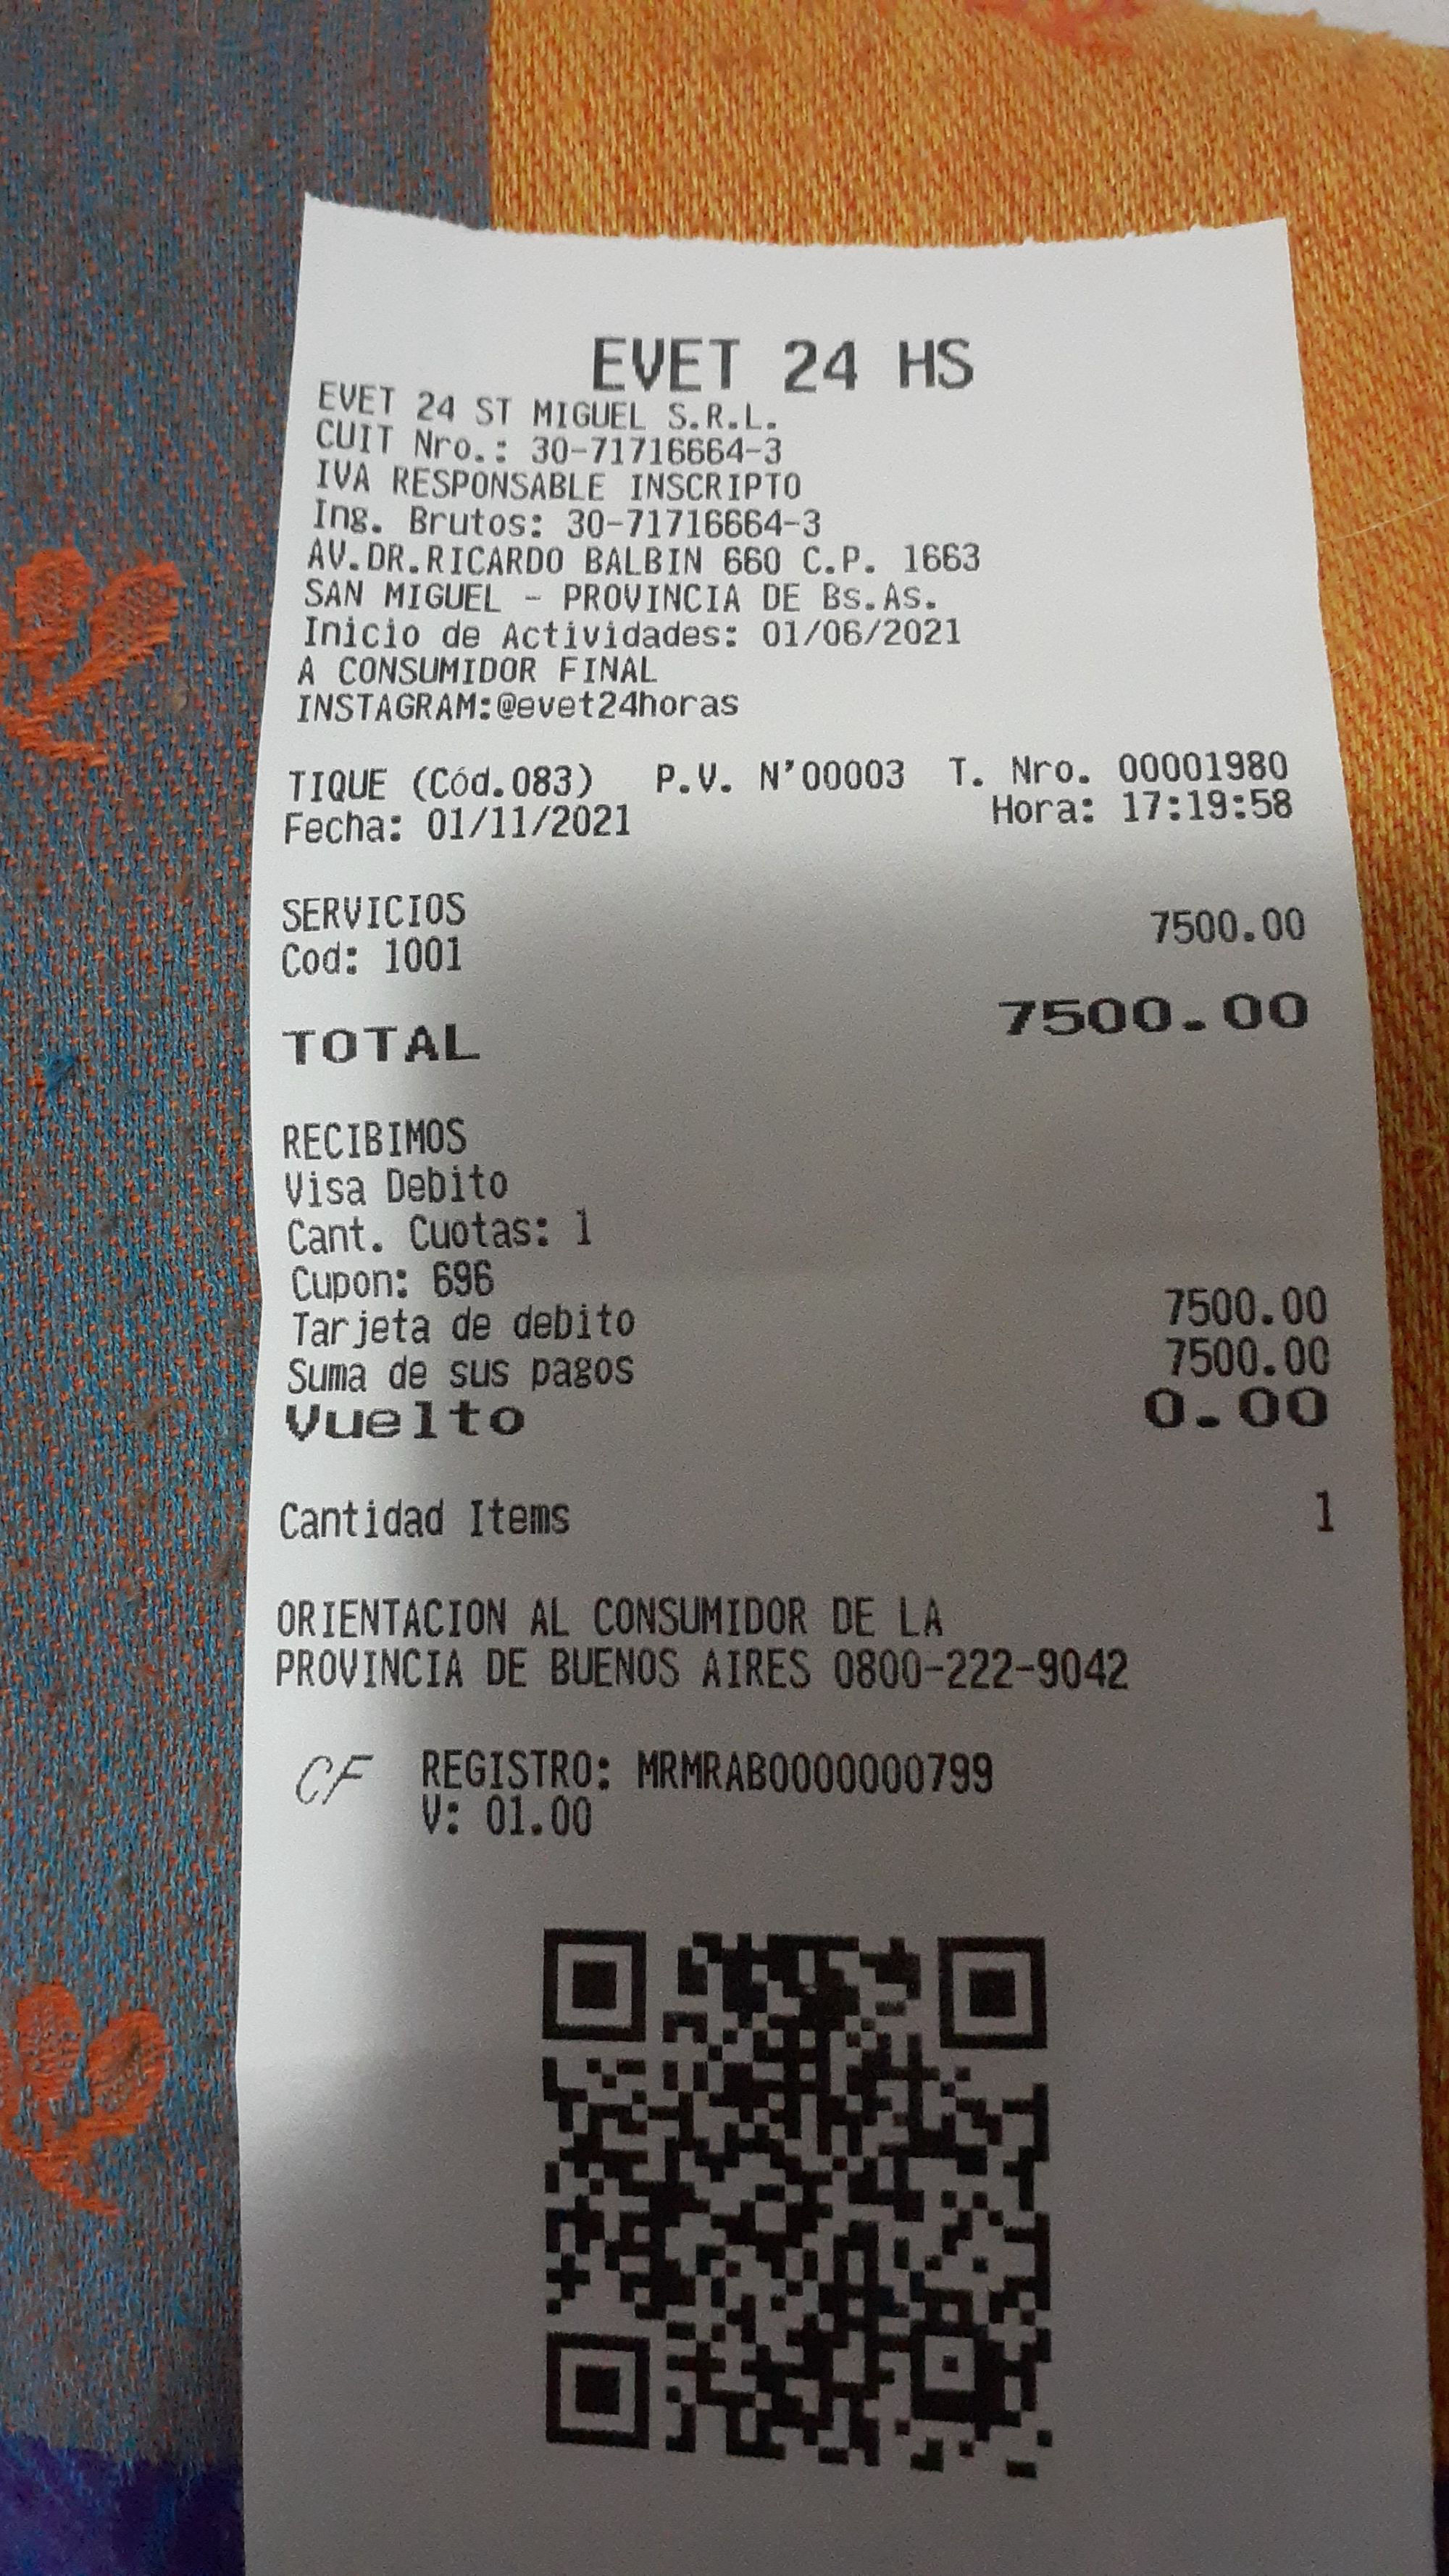 EVET 24 HS
EVET 24 ST MIGUEL S.R.L.
CUIT Nro.: 30-71716664-3
IVA RESPONSABLE INSCRIPTO
Ing. Brutos: 30-71716664-3
AV.DR.RICARDO BALBIN 660 C.P. 1663
SAN MIGUEL - PROVINCIA DE Bs.As.
Inicio de Actividades: 01/06/2021
A CONSUMIDOR FINAL
INSTAGRAM:@evet24horas
TIQUE (Cód.083) P.V. N'00003 T. Nro. 00001980
Fecha: 01/11/2021 Hora: 17:19:58
SERVICIOS
Cod: 1001 7500.00
TOTAL 7500.00
RECIBIMOS
Visa Debito
Cant. Cuotas: 1
Cupon: 696
Tarjeta de debito 7500.00
Suma de sus pagos 7500.00
Vuelto 0.00
Cantidad Items 1
ORIENTACION AL CONSUMIDOR DE LA
PROVINCIA DE BUENOS AIRES 0800-222-9042
CF REGISTRO: MRMRAB0000000799
V: 01.00